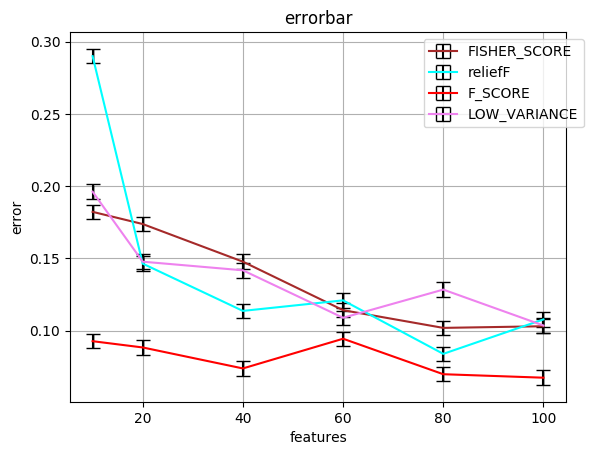 errorbar
FISHER_SCORE
reliefF
F_SCORE
LOW_VARIANCE
error
0.30
0.25
0.20
0.15
0.10
20 40 60 80 100
features